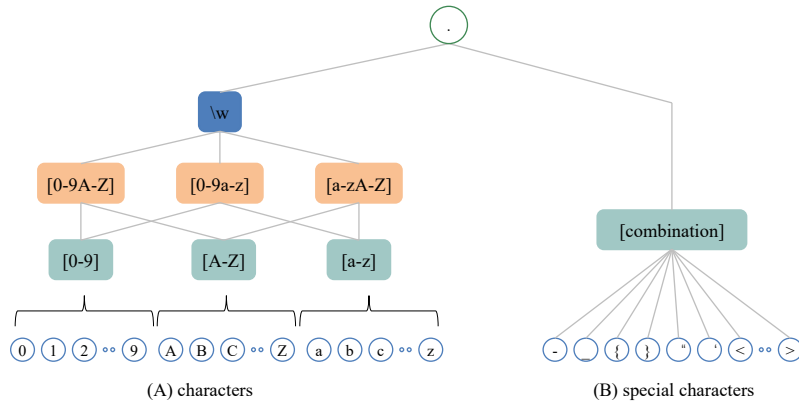 .
\w
[0-9A-Z] [0-9a-z] [a-zA-Z]
[combination]
[0-9] [A-Z] [a-z]
0 1 2 9 A B C Z a b c z - _ { } “ ‘ < >
(A) characters (B) special characters